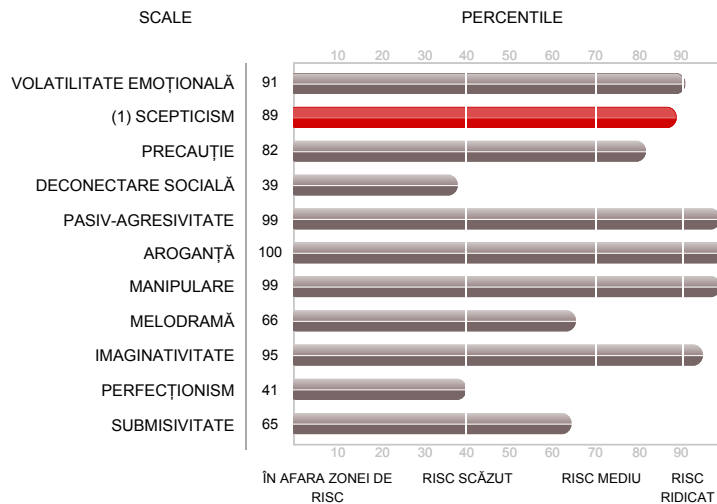 SCALE PERCENTILE
10 20 30 40 50 60 70 80 90
VOLATILITATE EMOȚIONALĂ 91
(1) SCEPTICISM 89
PRECAUȚIE 82
DECONECTARE SOCIALĂ 39
PASIV-AGRESIVITATE 99
AROGANȚĂ 100
MANIPULARE 99
MELODRAMĂ 66
IMAGINATIVITATE 95
PERFECȚIONISM 41
SUBMISIVITATE 65
10 20 30 40 50 60 70 80 90
ÎN AFARA ZONEI DE RISC SCĂZUT RISC MEDIU RISC
RISC RIDICAT